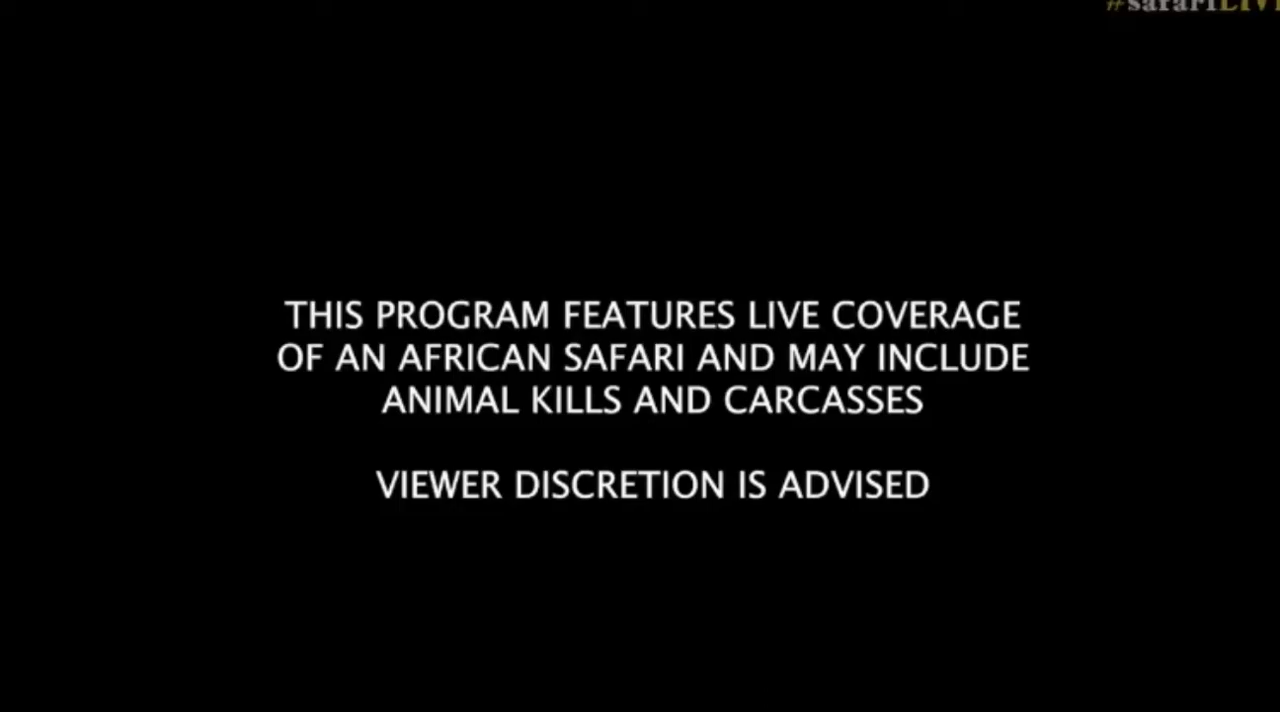 #safariLIVE
THIS PROGRAM FEATURES LIVE COVERAGE
OF AN AFRICAN SAFARI AND MAY INCLUDE
ANIMAL KILLS AND CARCASSES
VIEWER DISCRETION IS ADVISED